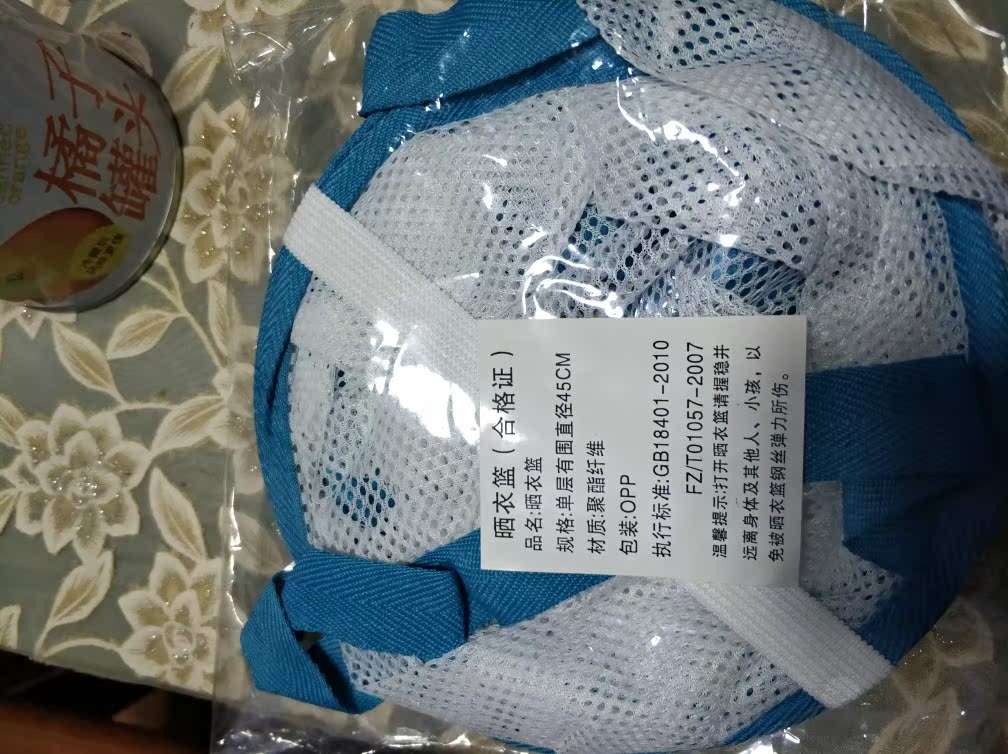 橘子
罐头
晒衣篮（合格证）
品名:晒衣篮
规格:单层有围直径45CM
材质:聚酯纤维
包装:OPP
执行标准:GB18401-2010
FZ/T01057-2007
温馨提示:打开晒衣篮请握稳并
远离身体及其他人、小孩，以
免被晒衣篮钢丝弹力所伤。